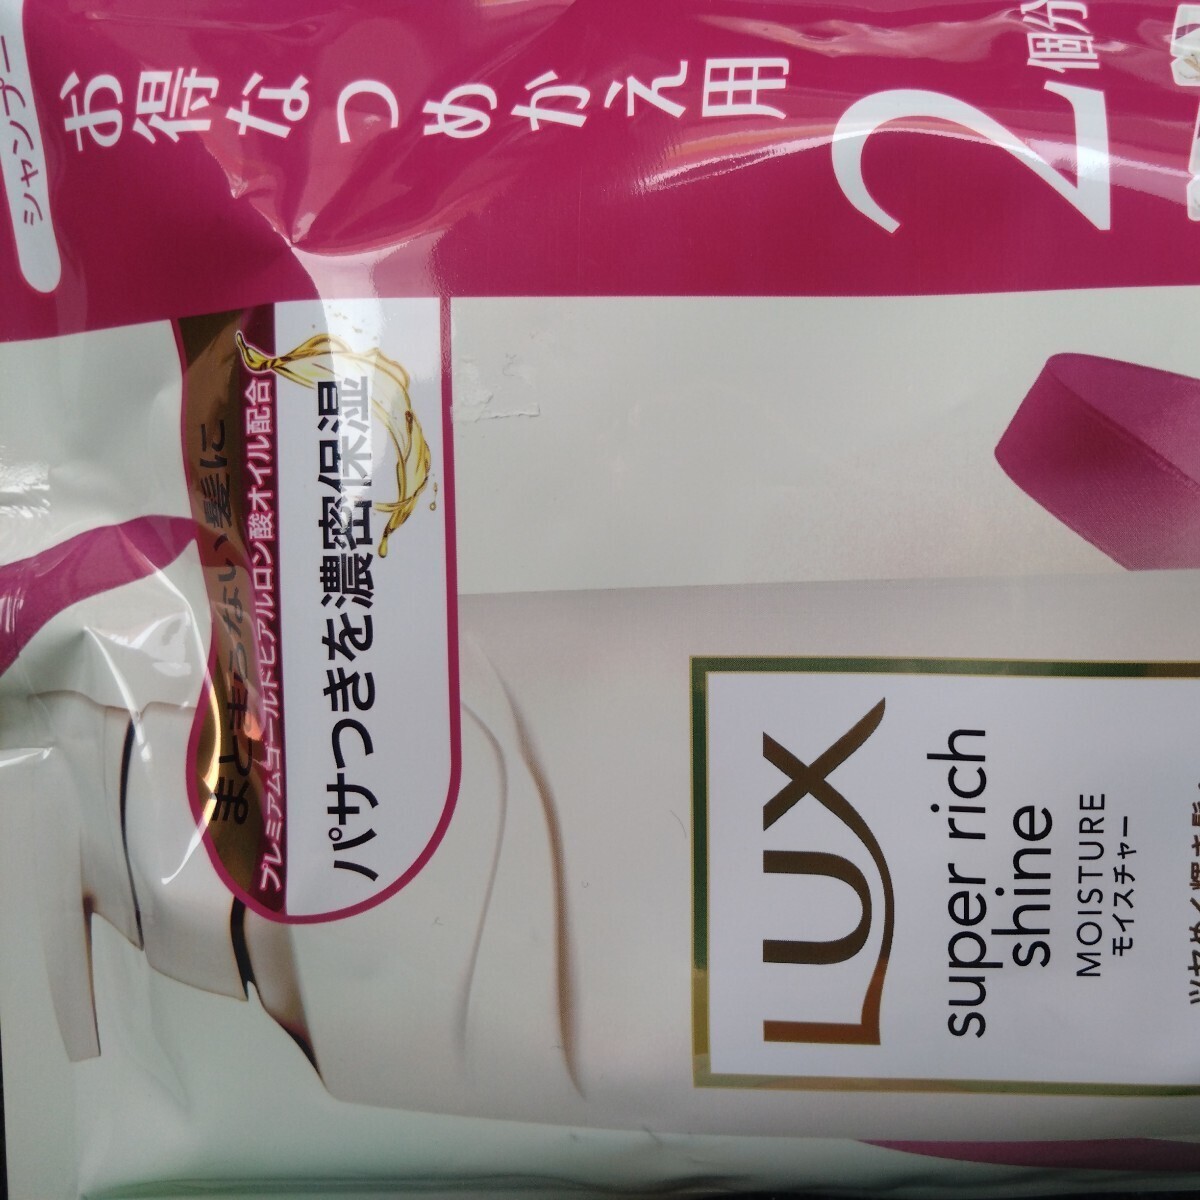 シャンプー
お得なつめかえ用
2個分
まとまらない髪に
プレミアムゴールドヒアルロン酸オイル配合
パサつきを濃密保湿
LUX
super rich
shine
MOISTURE
モイスチャー